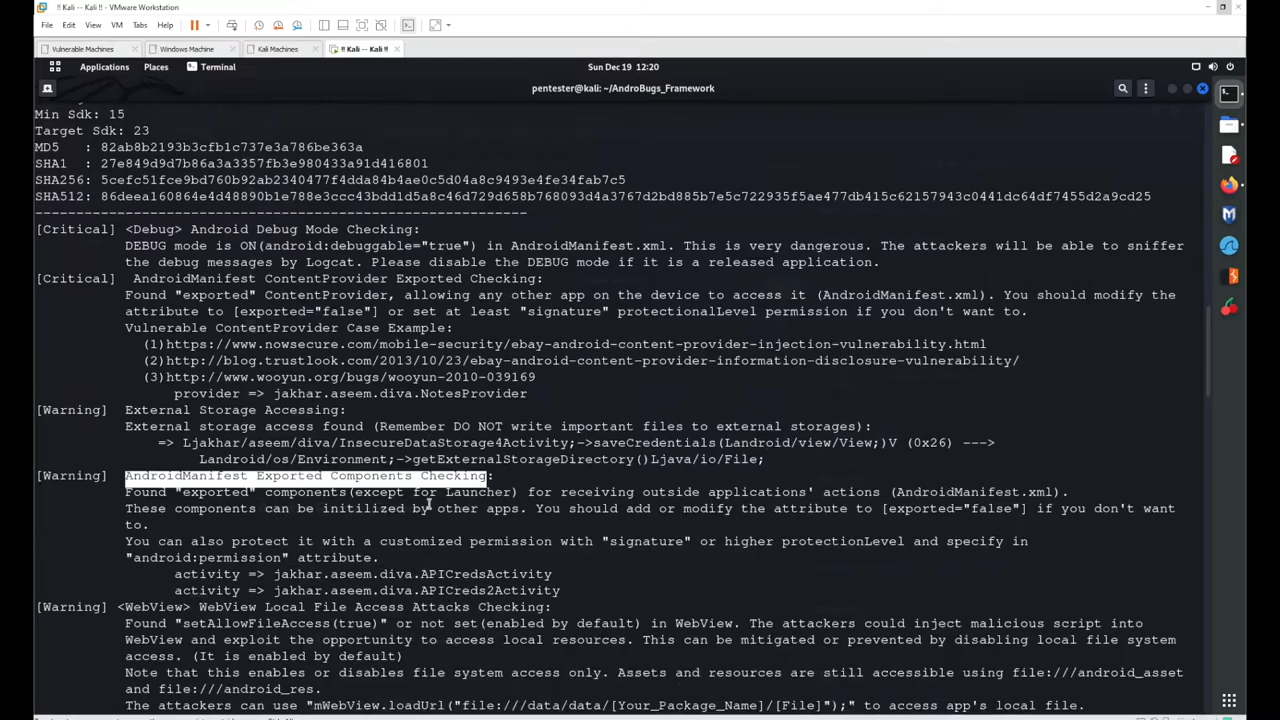 !! Kali -- Kali !! - VMware Workstation
File Edit View VM Tabs Help
Vulnerable Machines Windows Machine Kali Machines !! Kali -- Kali !!
Applications Places Terminal Sun Dec 19 12:20
pentester@kali: ~/AndroBugs_Framework
Min Sdk: 15
Target Sdk: 23
MD5 : 82ab8b2193b3cfb1c737e3a786be363a
SHA1 : 27e849d9d7b86a3a3357fb3e980433a91d416801
SHA256: 5cefc51fce9bd760b92ab2340477f4dda84b4ae0c5d04a8c9493e4fe34fab7c5
SHA512: 86deea160864e4d48890b1e788e3ccc43bdd1d5a8c46d729d658b768093d4a3767d2bd885b7e5c722935f5ae477db415c62157943c0441dc64df7455d2a9cd25
------------------------------------------------------------
[Critical] <Debug> Android Debug Mode Checking:
DEBUG mode is ON(android:debuggable="true") in AndroidManifest.xml. This is very dangerous. The attackers will be able to sniffer
the debug messages by Logcat. Please disable the DEBUG mode if it is a released application.
[Critical] AndroidManifest ContentProvider Exported Checking:
Found "exported" ContentProvider, allowing any other app on the device to access it (AndroidManifest.xml). You should modify the
attribute to [exported="false"] or set at least "signature" protectionalLevel permission if you don't want to.
Vulnerable ContentProvider Case Example:
(1)https://www.nowsecure.com/mobile-security/ebay-android-content-provider-injection-vulnerability.html
(2)http://blog.trustlook.com/2013/10/23/ebay-android-content-provider-information-disclosure-vulnerability/
(3)http://www.wooyun.org/bugs/wooyun-2010-039169
provider => jakhar.aseem.diva.NotesProvider
[Warning] External Storage Accessing:
External storage access found (Remember DO NOT write important files to external storages):
=> Ljakhar/aseem/diva/InsecureDataStorage4Activity;->saveCredentials(Landroid/view/View;)V (0x26) --->
Landroid/os/Environment;->getExternalStorageDirectory()Ljava/io/File;
[Warning] AndroidManifest Exported Components Checking:
Found "exported" components(except for Launcher) for receiving outside applications' actions (AndroidManifest.xml).
These components can be initilized by other apps. You should add or modify the attribute to [exported="false"] if you don't want
to.
You can also protect it with a customized permission with "signature" or higher protectionLevel and specify in
"android:permission" attribute.
activity => jakhar.aseem.diva.APICredsActivity
activity => jakhar.aseem.diva.APICreds2Activity
[Warning] <WebView> WebView Local File Access Attacks Checking:
Found "setAllowFileAccess(true)" or not set(enabled by default) in WebView. The attackers could inject malicious script into
WebView and exploit the opportunity to access local resources. This can be mitigated or prevented by disabling local file system
access. (It is enabled by default)
Note that this enables or disables file system access only. Assets and resources are still accessible using file:///android_asset
and file:///android_res.
The attackers can use "mWebView.loadUrl("file:///data/data/[Your_Package_Name]/[File]");" to access app's local file.